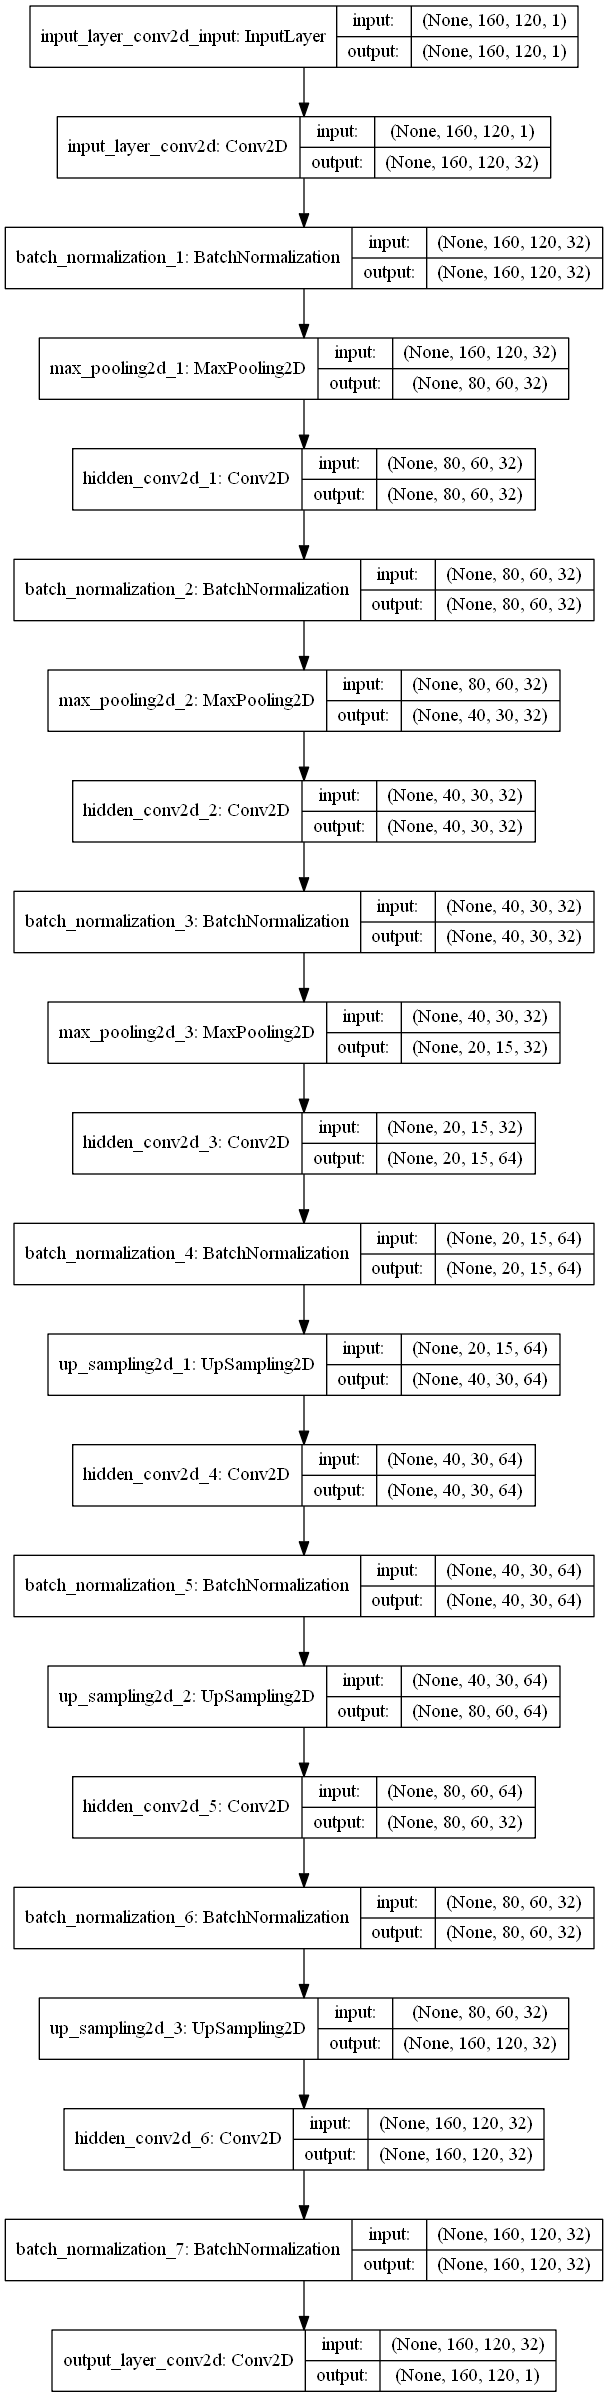 input_layer_conv2d_input: InputLayer
input: (None, 160, 120, 1)
output: (None, 160, 120, 1)
input_layer_conv2d: Conv2D
input: (None, 160, 120, 1)
output: (None, 160, 120, 32)
batch_normalization_1: BatchNormalization
input: (None, 160, 120, 32)
output: (None, 160, 120, 32)
max_pooling2d_1: MaxPooling2D
input: (None, 160, 120, 32)
output: (None, 80, 60, 32)
hidden_conv2d_1: Conv2D
input: (None, 80, 60, 32)
output: (None, 80, 60, 32)
batch_normalization_2: BatchNormalization
input: (None, 80, 60, 32)
output: (None, 80, 60, 32)
max_pooling2d_2: MaxPooling2D
input: (None, 80, 60, 32)
output: (None, 40, 30, 32)
hidden_conv2d_2: Conv2D
input: (None, 40, 30, 32)
output: (None, 40, 30, 32)
batch_normalization_3: BatchNormalization
input: (None, 40, 30, 32)
output: (None, 40, 30, 32)
max_pooling2d_3: MaxPooling2D
input: (None, 40, 30, 32)
output: (None, 20, 15, 32)
hidden_conv2d_3: Conv2D
input: (None, 20, 15, 32)
output: (None, 20, 15, 64)
batch_normalization_4: BatchNormalization
input: (None, 20, 15, 64)
output: (None, 20, 15, 64)
up_sampling2d_1: UpSampling2D
input: (None, 20, 15, 64)
output: (None, 40, 30, 64)
hidden_conv2d_4: Conv2D
input: (None, 40, 30, 64)
output: (None, 40, 30, 64)
batch_normalization_5: BatchNormalization
input: (None, 40, 30, 64)
output: (None, 40, 30, 64)
up_sampling2d_2: UpSampling2D
input: (None, 40, 30, 64)
output: (None, 80, 60, 64)
hidden_conv2d_5: Conv2D
input: (None, 80, 60, 64)
output: (None, 80, 60, 32)
batch_normalization_6: BatchNormalization
input: (None, 80, 60, 32)
output: (None, 80, 60, 32)
up_sampling2d_3: UpSampling2D
input: (None, 80, 60, 32)
output: (None, 160, 120, 32)
hidden_conv2d_6: Conv2D
input: (None, 160, 120, 32)
output: (None, 160, 120, 32)
batch_normalization_7: BatchNormalization
input: (None, 160, 120, 32)
output: (None, 160, 120, 32)
output_layer_conv2d: Conv2D
input: (None, 160, 120, 32)
output: (None, 160, 120, 1)